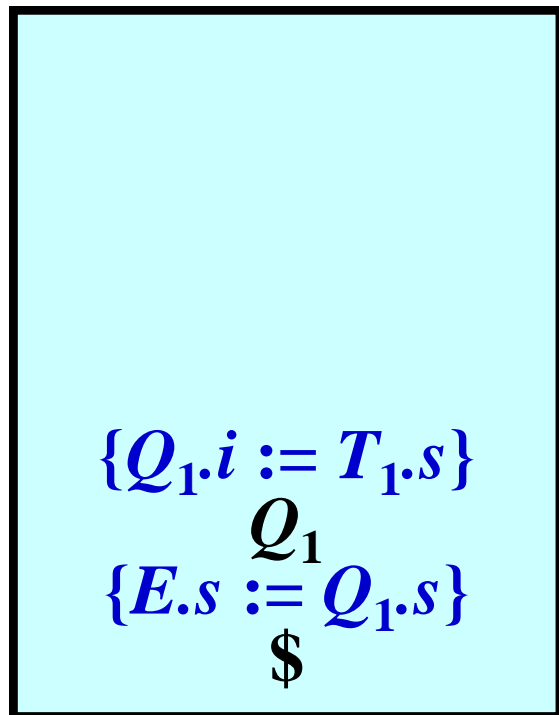 {Q₁.i := T₁.s}
Q₁
{E.s := Q₁.s}
$